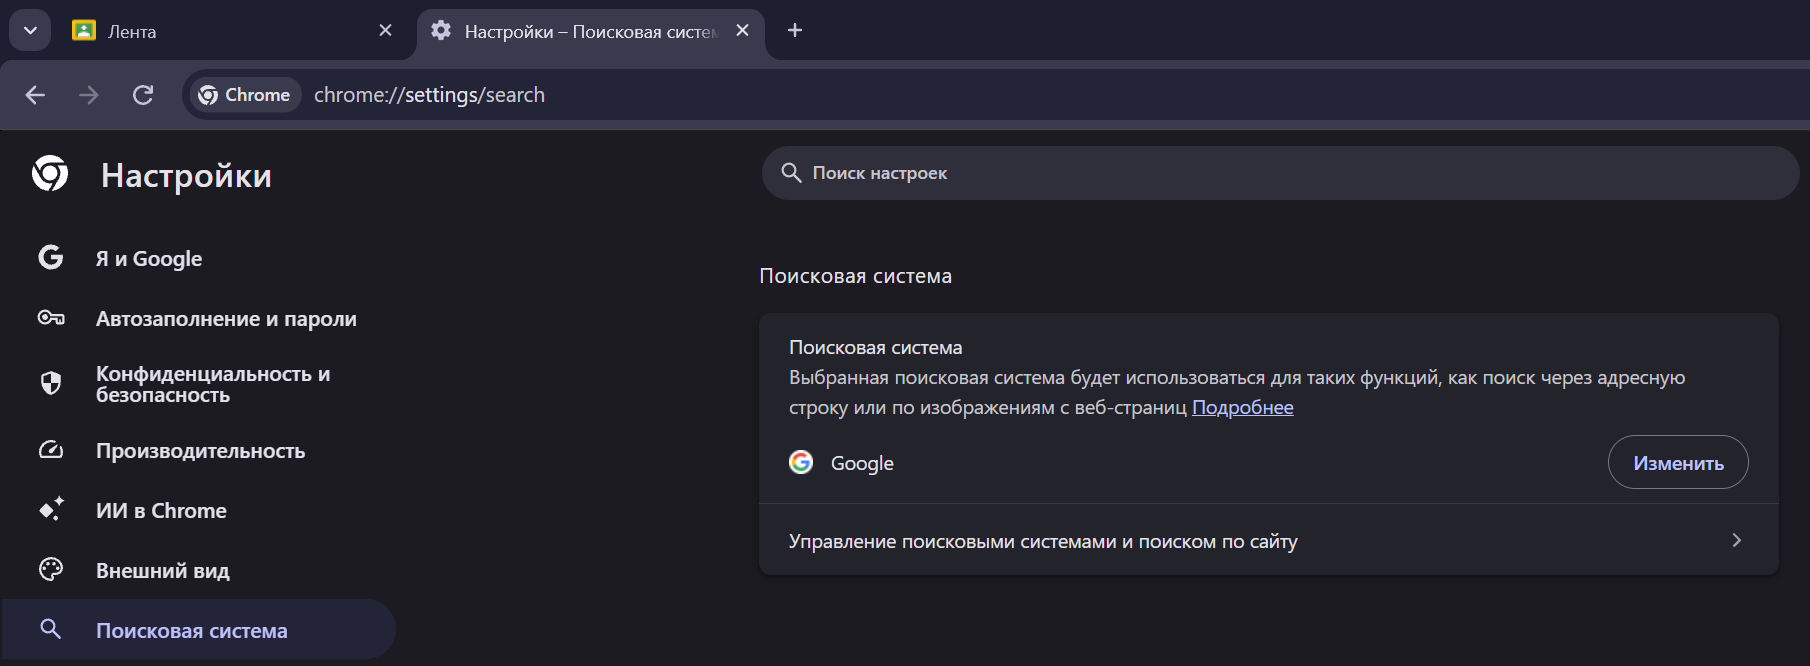 Лента
Настройки – Поисковая систем
Chrome
chrome://settings/search
Настройки
Поиск настроек
Я и Google
Автозаполнение и пароли
Конфиденциальность и
безопасность
Производительность
ИИ в Chrome
Внешний вид
Поисковая система
Поисковая система
Поисковая система
Выбранная поисковая система будет использоваться для таких функций, как поиск через адресную
строку или по изображениям с веб-страниц Подробнее
Google
Изменить
Управление поисковыми системами и поиском по сайту